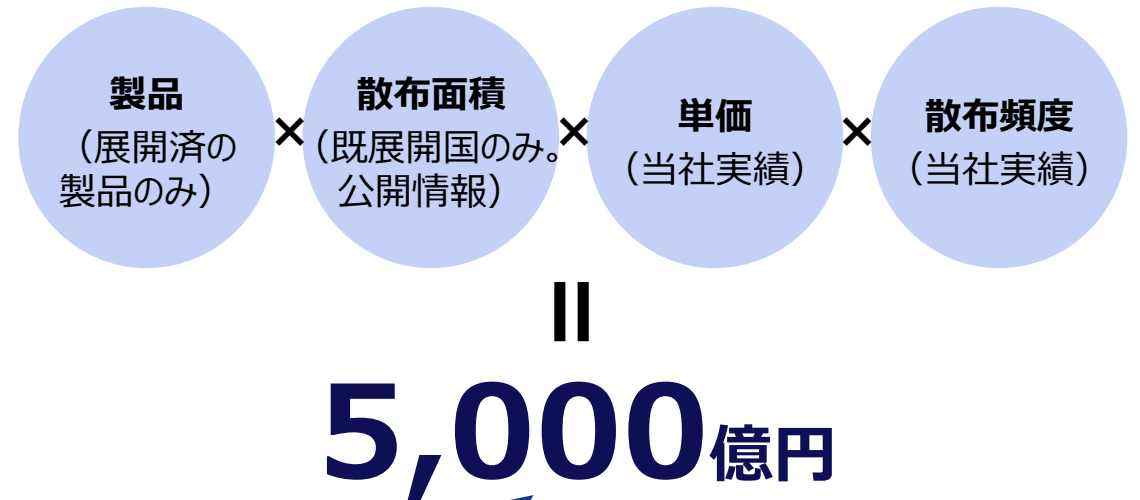 製品
（展開済の
製品のみ）
×
散布面積
（既展開国のみ。
公開情報）
×
単価
（当社実績）
×
散布頻度
（当社実績）
=
5,000億円